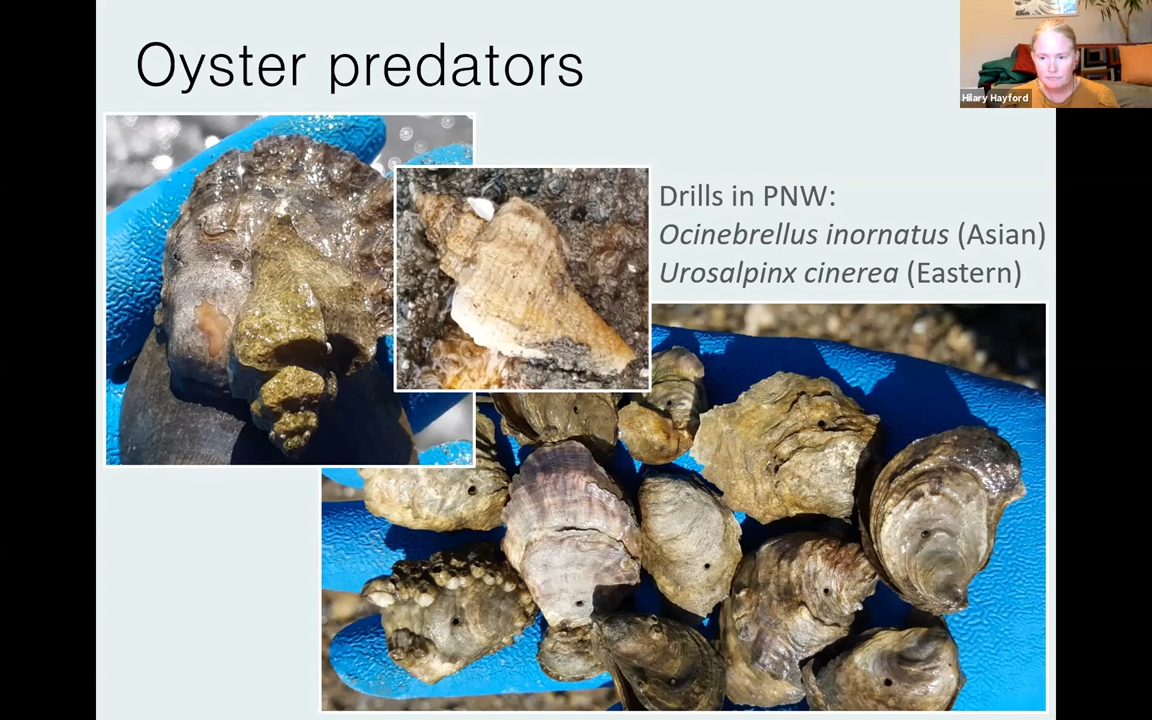 Oyster predators
Hilary Hayford
Drills in PNW:
Ocinebrellus inornatus (Asian)
Urosalpinx cinerea (Eastern)